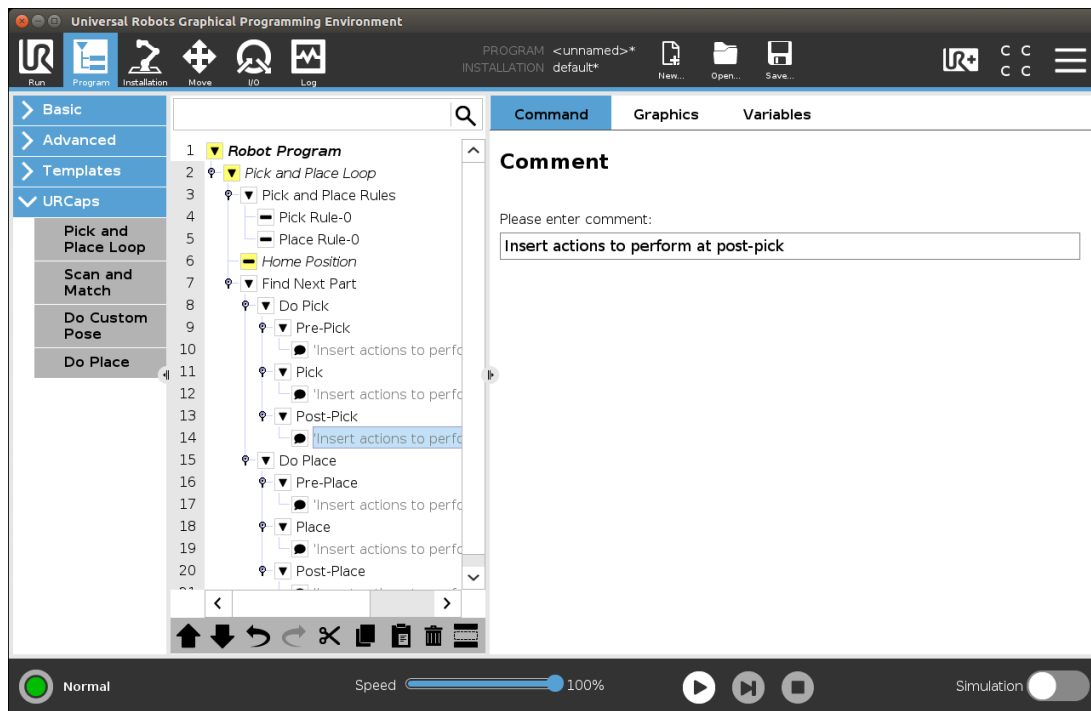 Universal Robots Graphical Programming Environment
UR
Run
Program
Installation
Move
I/O
Log
PROGRAM <unnamed>*
INSTALLATION default*
New...
Open...
Save...
UR+
C C
C C
Basic
Advanced
Templates
URCaps
Pick and
Place Loop
Scan and
Match
Do Custom
Pose
Do Place
1 Robot Program
2 Pick and Place Loop
3 Pick and Place Rules
4 Pick Rule-0
5 Place Rule-0
6 Home Position
7 Find Next Part
8 Do Pick
9 Pre-Pick
10 'Insert actions to perfo
11 Pick
12 'Insert actions to perfo
13 Post-Pick
14 'Insert actions to perfo
15 Do Place
16 Pre-Place
17 'Insert actions to perfo
18 Place
19 'Insert actions to perfo
20 Post-Place
Command
Graphics
Variables
Comment
Please enter comment:
Insert actions to perform at post-pick
Normal
Speed
100%
Simulation